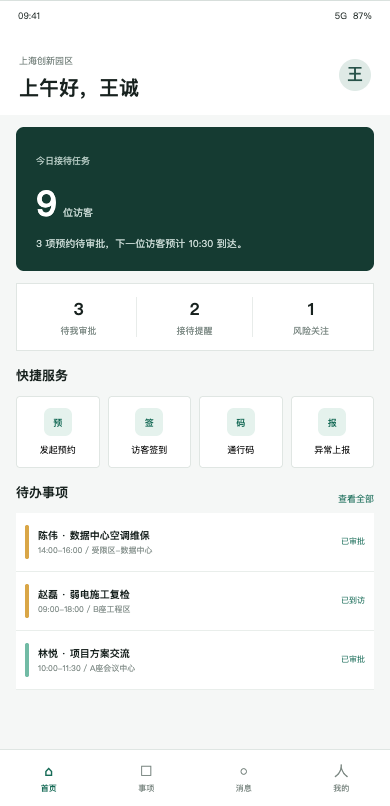 09:41
5G 87%
上海创新园区
上午好，王诚
王
今日接待任务
9 位访客
3 项预约待审批，下一位访客预计 10:30 到达。
3
待我审批
2
接待提醒
1
风险关注
快捷服务
预
发起预约
签
访客签到
码
通行码
报
异常上报
待办事项
查看全部
陈伟 · 数据中心空调维保
14:00–16:00 / 受限区–数据中心
已审批
赵磊 · 弱电施工复检
09:00–18:00 / B座工程区
已到访
林悦 · 项目方案交流
10:00–11:30 / A座会议中心
已审批
首页
事项
消息
人
我的